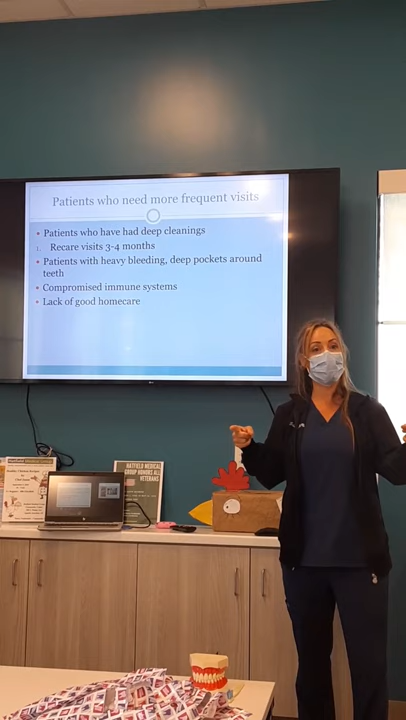 Patients who need more frequent visits
Patients who have had deep cleanings
1. Recare visits 3-4 months
Patients with heavy bleeding, deep pockets around
teeth
Compromised immune systems
Lack of good homecare
HATFIELD MEDICAL
GROUP HONORS ALL
VETERANS